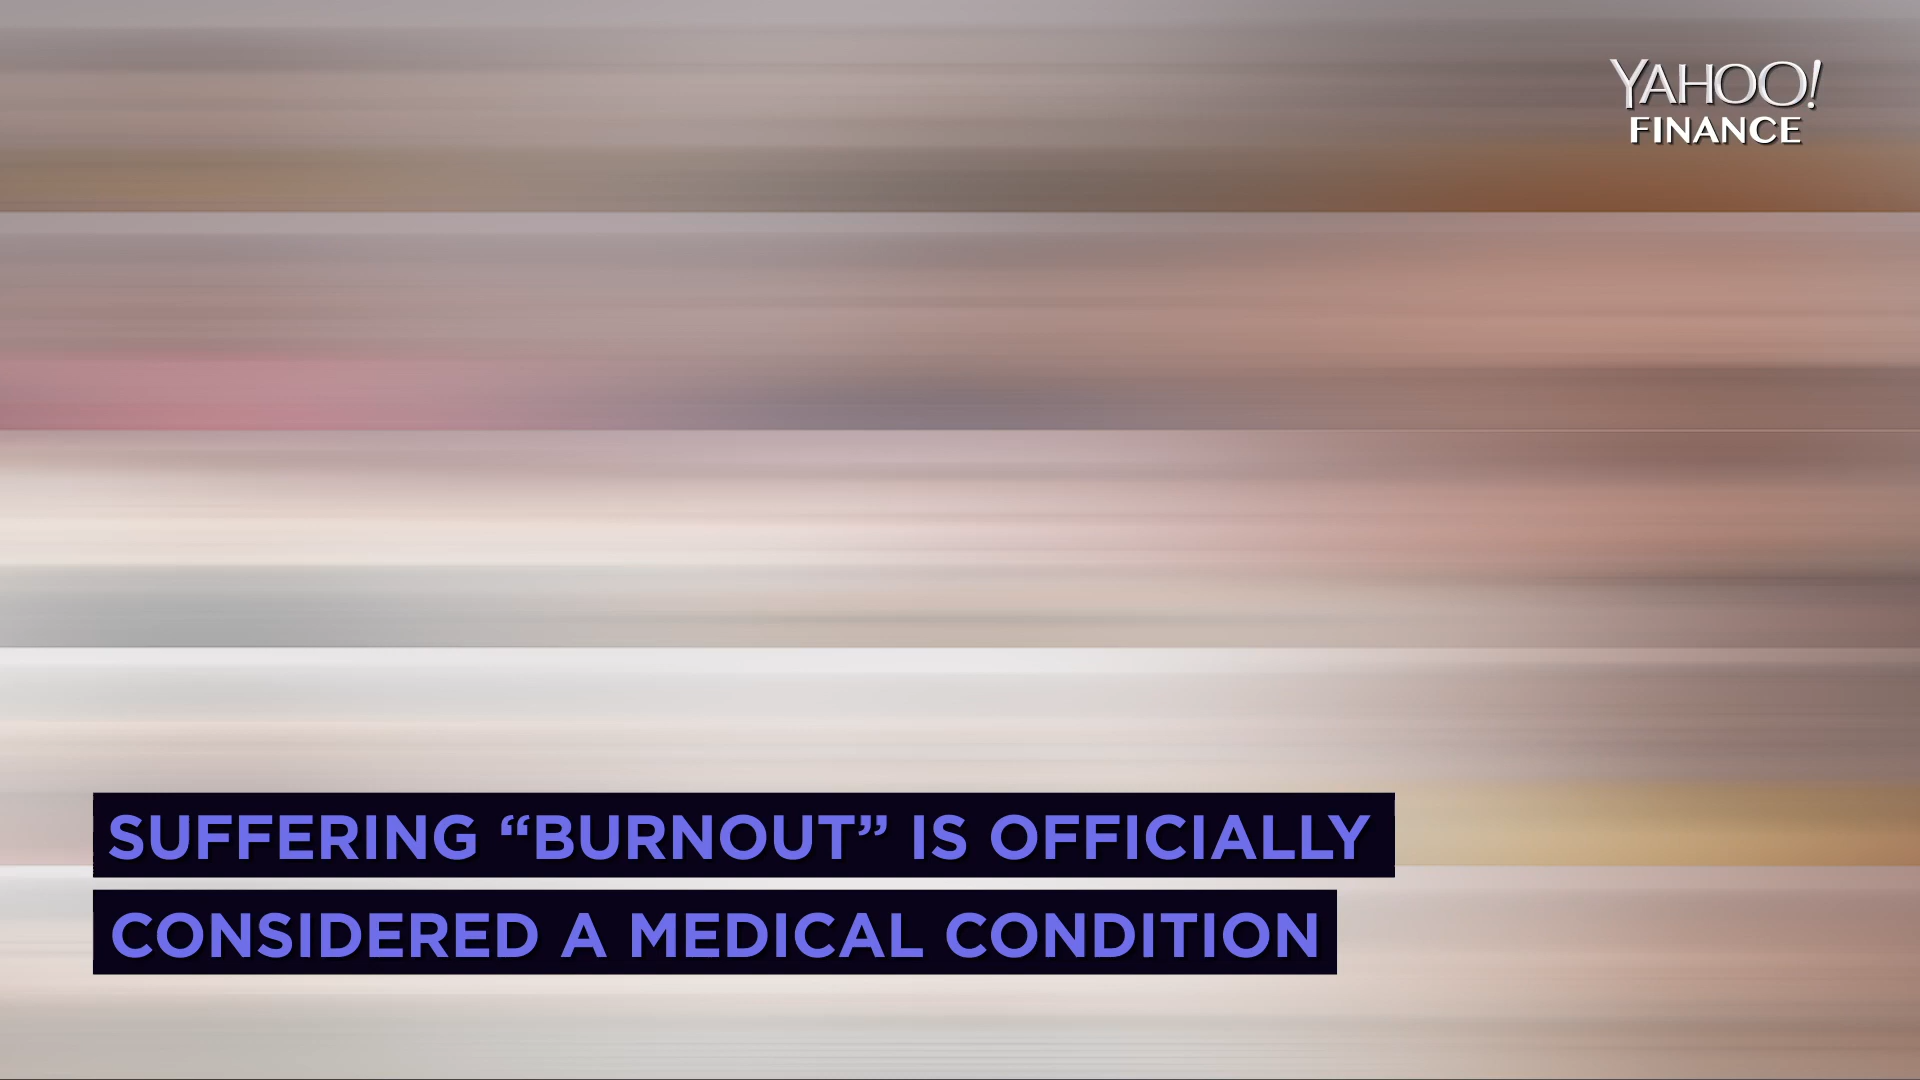 YAHOO!
FINANCE
SUFFERING “BURNOUT” IS OFFICIALLY
CONSIDERED A MEDICAL CONDITION